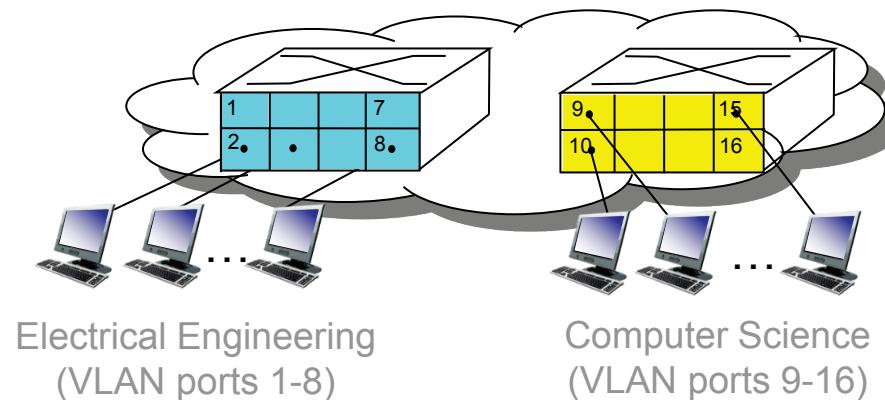 1 7
2 8
9 15
10 16
...
...
Electrical Engineering
(VLAN ports 1-8)
Computer Science
(VLAN ports 9-16)